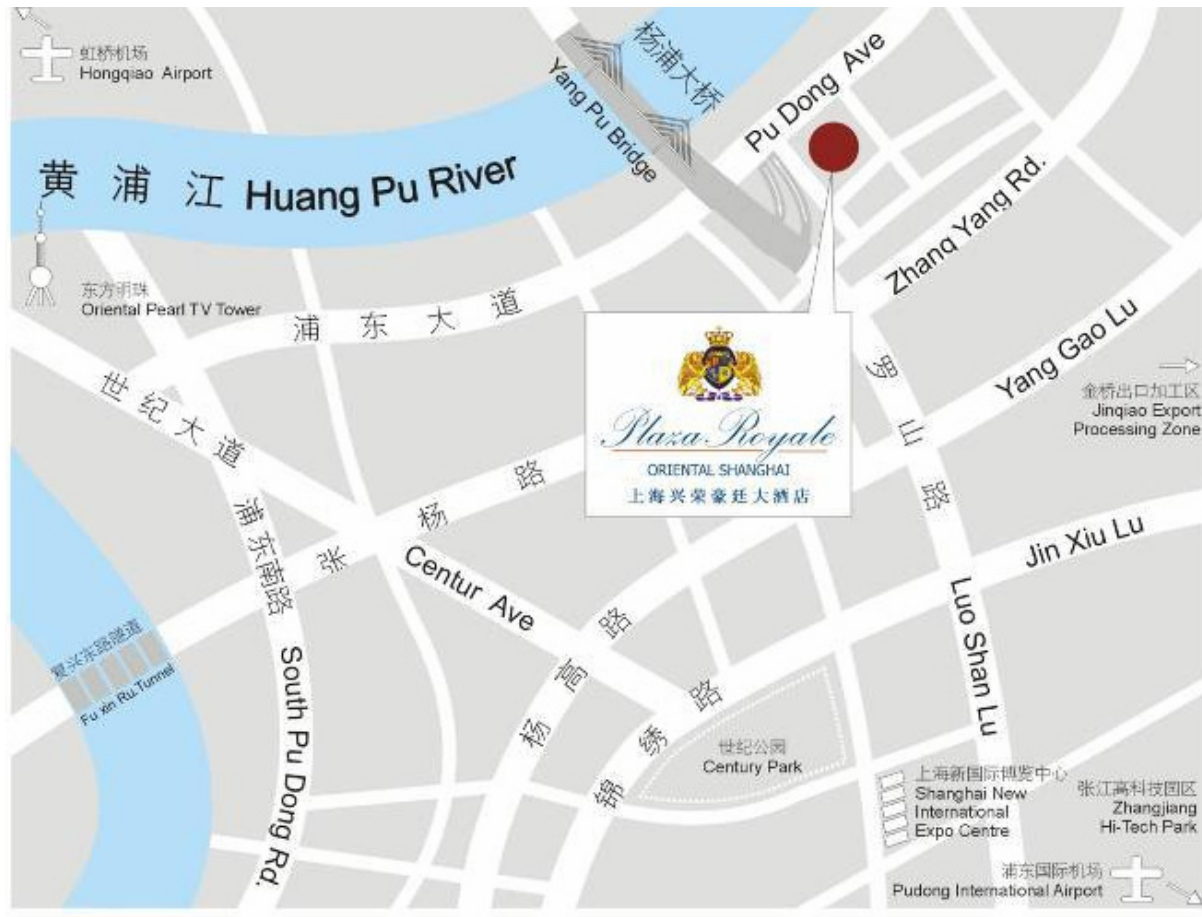 虹桥机场
Hongqiao Airport
杨浦大桥
Yang Pu Bridge
Pu Dong Ave
黄浦江 Huang Pu River
Zhang Yang Rd.
东方明珠
Oriental Pearl TV Tower
浦东大道
Plaza Royale
ORIENTAL SHANGHAI
上海兴荣豪廷大酒店
Yang Gao Lu
金桥出口加工区
Jinqiao Export
Processing Zone
世纪大道
罗山路
张杨路
浦东南路
Centur Ave
Jin Xiu Lu
Luo Shan Lu
复兴东路隧道
Fu xin Ru.Tunnel
South Pu Dong Rd.
杨高路
锦绣路
世纪公园
Century Park
上海新国际博览中心
Shanghai New
International
Expo Centre
张江高科技园区
Zhangjiang
Hi-Tech Park
浦东国际机场
Pudong International Airport